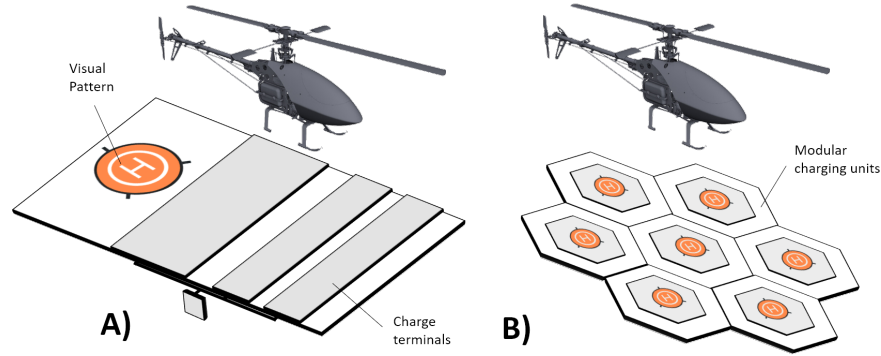 Visual
Pattern
H
A)
Charge
terminals
Modular
charging units
H
H
H
H
H
H
H
B)